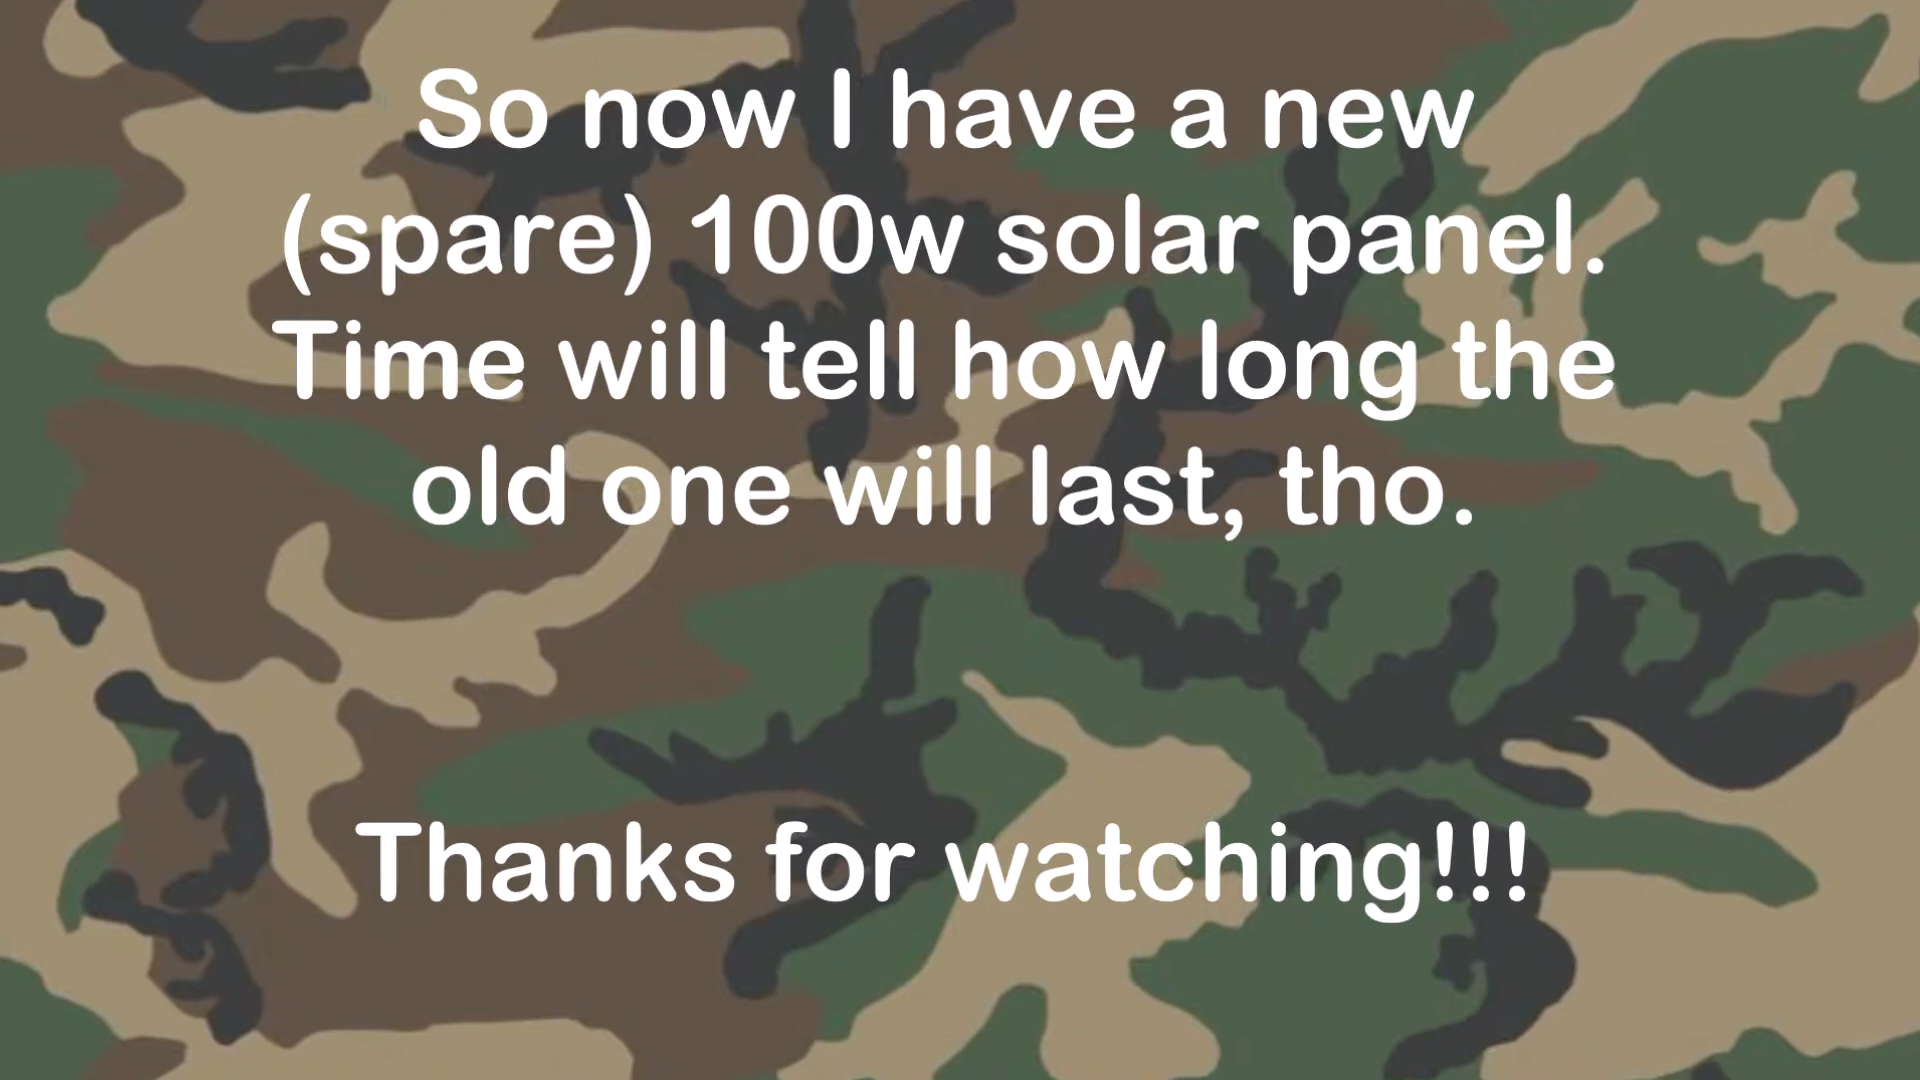 So now I have a new
(spare) 100w solar panel.
Time will tell how long the
old one will last, tho.
Thanks for watching!!!